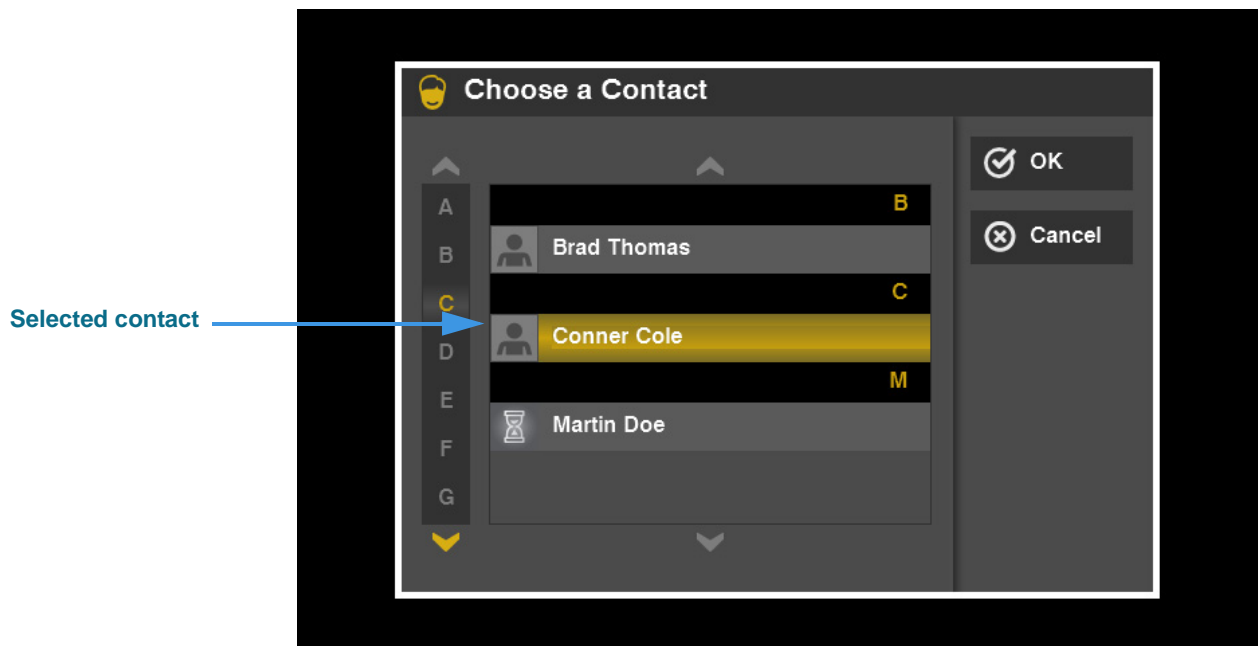 Choose a Contact
OK
Cancel
A
B
C
D
E
F
G
B
Brad Thomas
C
Conner Cole
M
Martin Doe
Selected contact